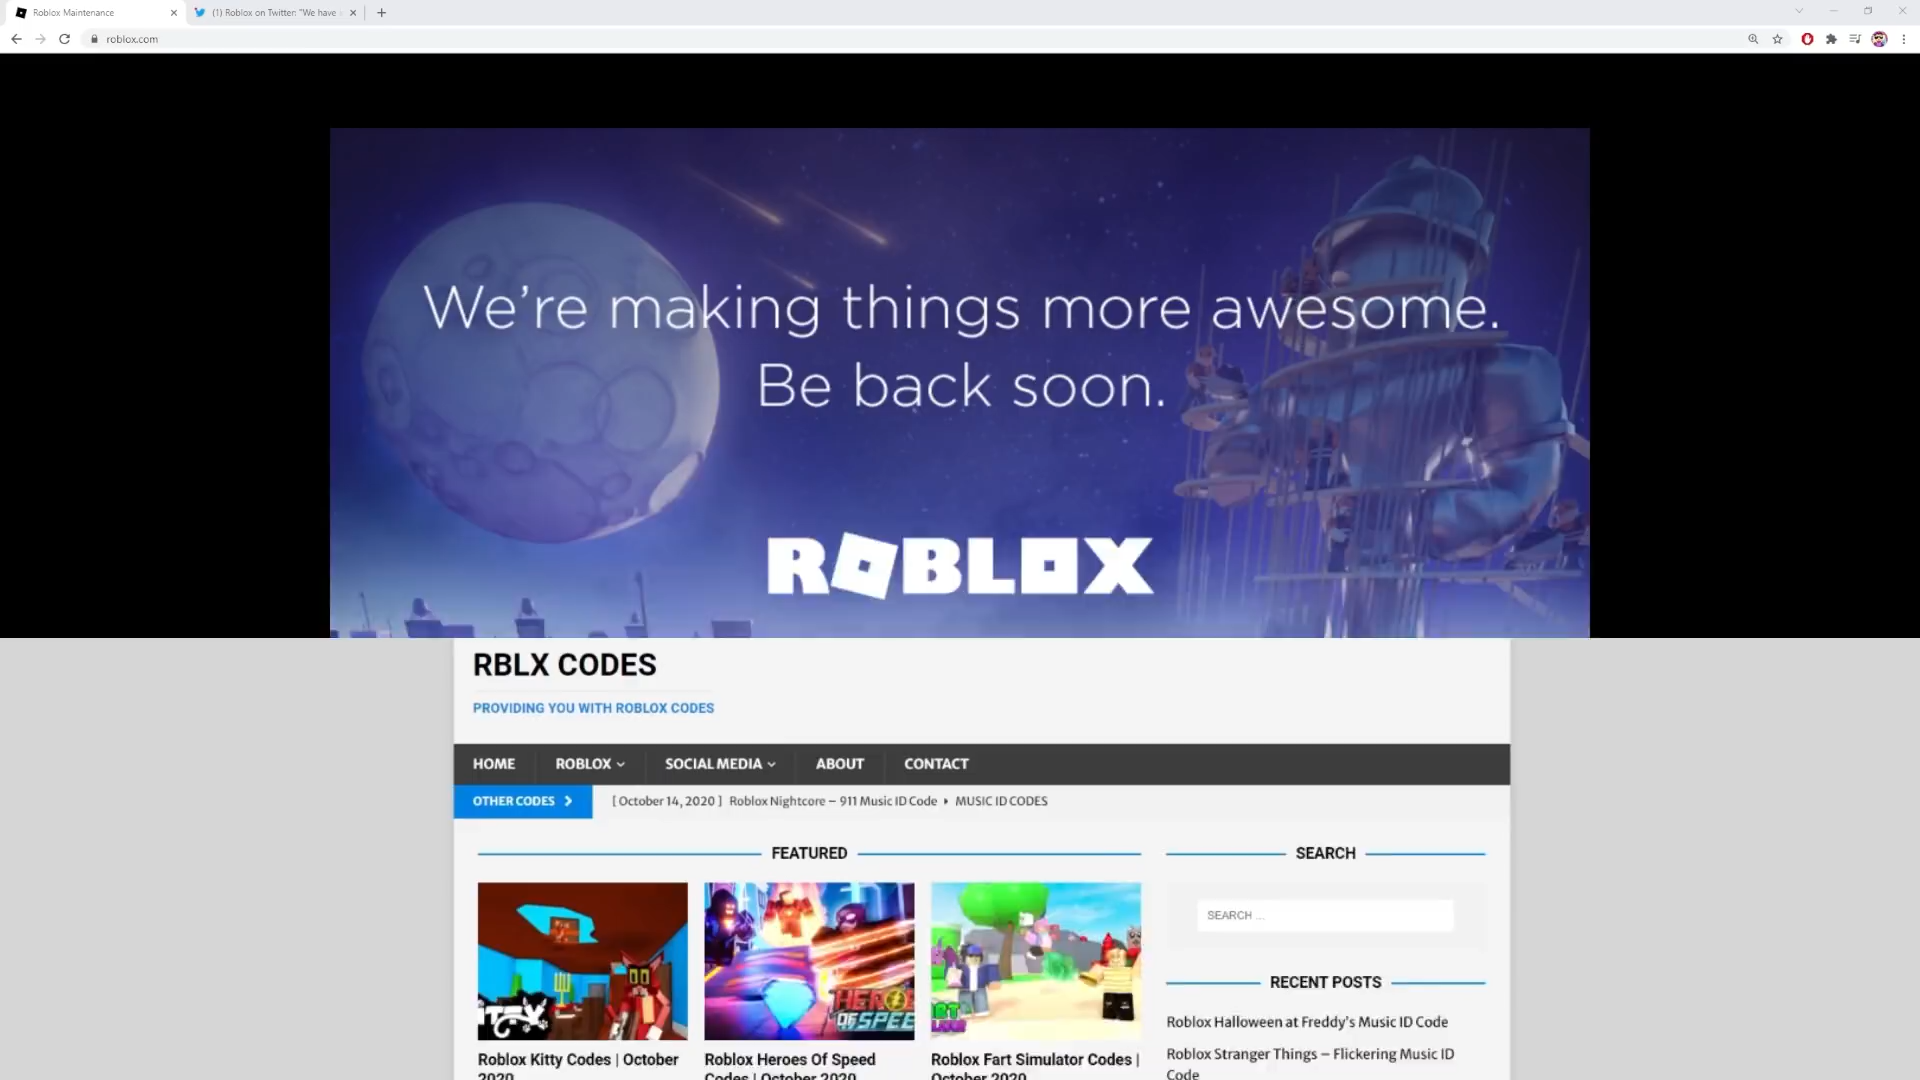 Roblox Maintenance
(1) Roblox on Twitter: "We have
roblox.com
We're making things more awesome.
Be back soon.
ROBLOX
RBLX CODES
PROVIDING YOU WITH ROBLOX CODES
HOME ROBLOX SOCIAL MEDIA ABOUT CONTACT
OTHER CODES [ October 14, 2020 ] Roblox Nightcore – 911 Music ID Code MUSIC ID CODES
FEATURED
SEARCH
SEARCH ...
HEROES
OF SPEED
Roblox Kitty Codes | October
2020
Roblox Heroes Of Speed
Codes | October 2020
Roblox Fart Simulator Codes |
October 2020
RECENT POSTS
Roblox Halloween at Freddy's Music ID Code
Roblox Stranger Things – Flickering Music ID
Code